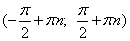 (-π/2 + πn; π/2 + πn)